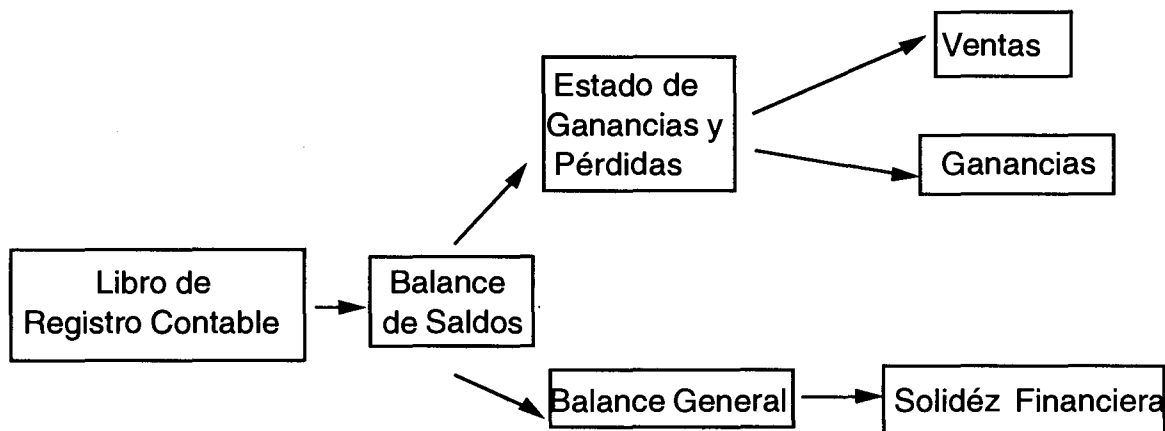 Libro de
Registro Contable
Balance
de Saldos
Estado de
Ganancias y
Pérdidas
Ventas
Ganancias
Balance General
Solidéz Financiera